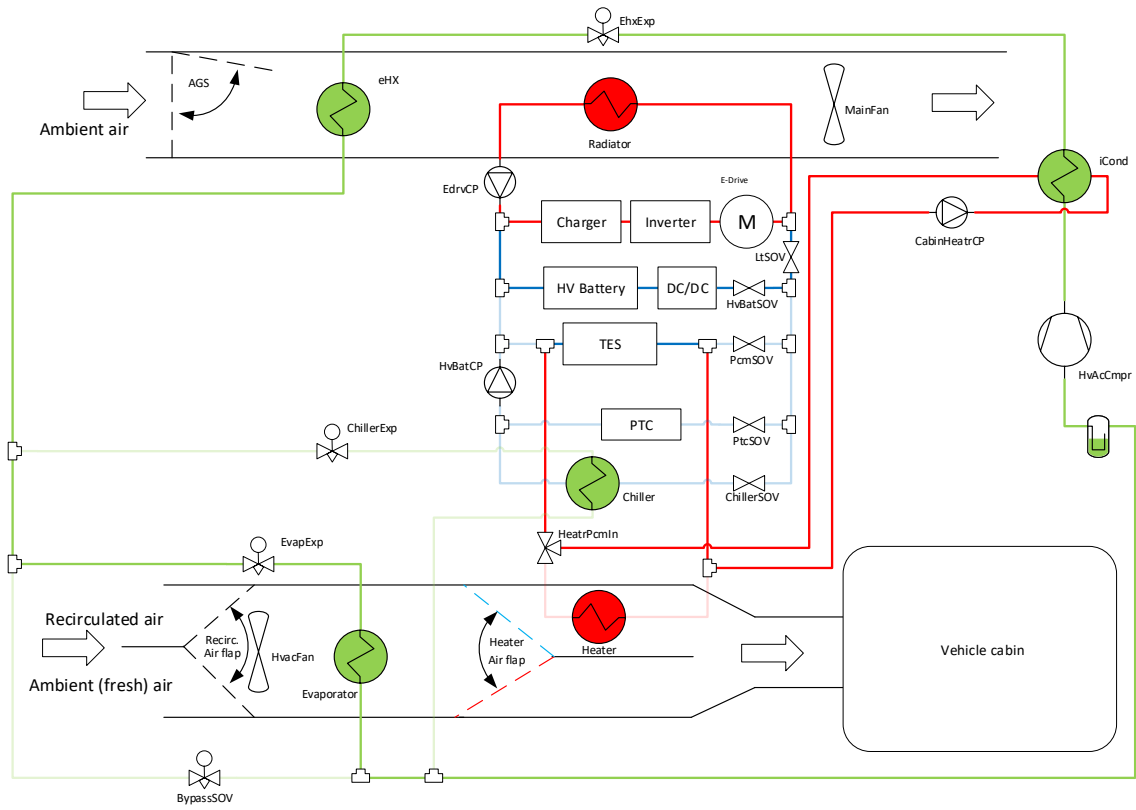 EhxExp
AGS
eHX
Ambient air
MainFan
Radiator
iCond
EdrvCP
E-Drive
Charger
Inverter
M
CabinHeatrCP
LtSOV
HV Battery
DC/DC
HvBatSOV
TES
PcmSOV
HvBatCP
HvAcCmpr
PTC
PtcSOV
ChillerExp
Chiller
ChillerSOV
HeatrPcmIn
EvapExp
Recirculated air
Recirc.
Air flap
HvacFan
Heater
Air flap
Heater
Vehicle cabin
Ambient (fresh) air
Evaporator
BypassSOV